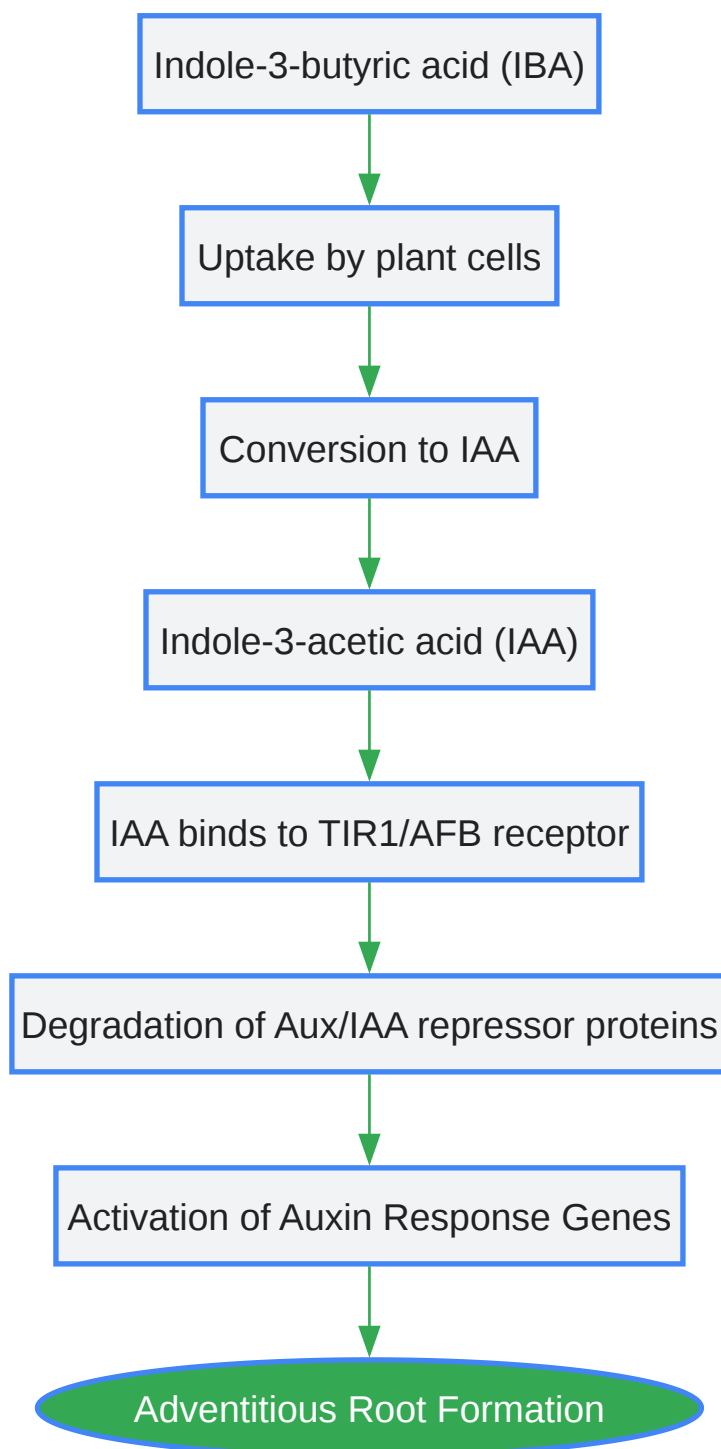 Indole-3-butyric acid (IBA)
Uptake by plant cells
Conversion to IAA
Indole-3-acetic acid (IAA)
IAA binds to TIR1/AFB receptor
Degradation of Aux/IAA repressor proteins
Activation of Auxin Response Genes
Adventitious Root Formation